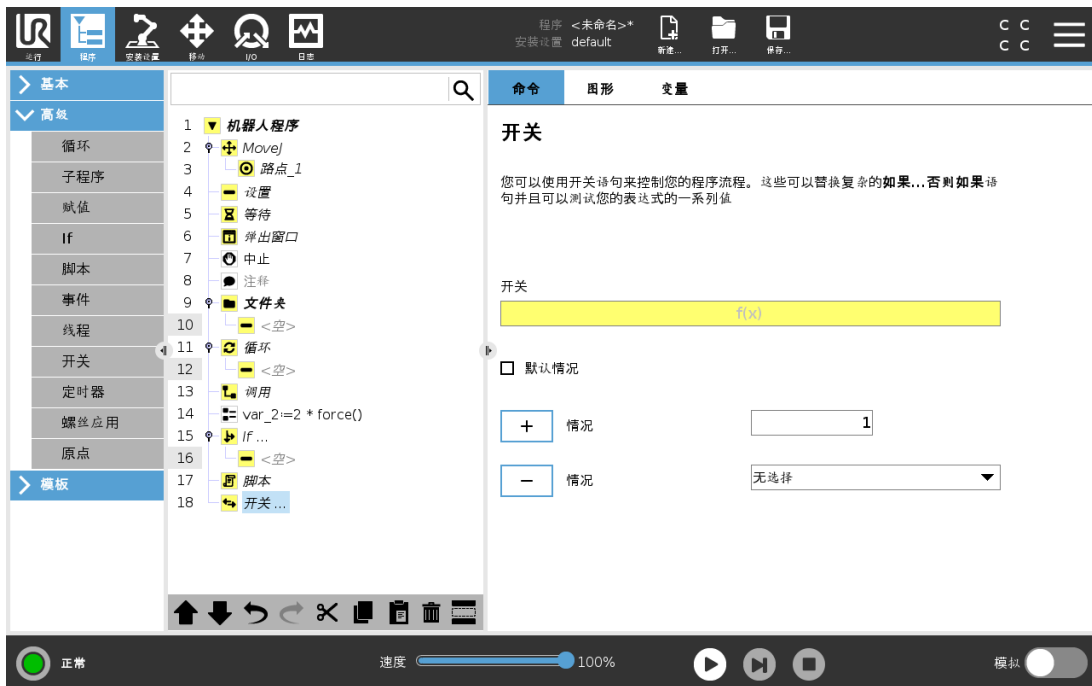 UR
运行
程序
安装设置
移动
I/O
日志
程序 <未命名>*
安装设置 default
新建...
打开...
保存...
C C
C C
基本
高级
循环
子程序
赋值
If
脚本
事件
线程
开关
定时器
螺丝应用
原点
模板
1 机器人程序
2 MoveJ
3 路点_1
4 设置
5 等待
6 弹出窗口
7 中止
8 注释
9 文件夹
10 <空>
11 循环
12 <空>
13 调用
14 var_2:=2 * force()
15 If ...
16 <空>
17 脚本
18 开关 ...
命令 图形 变量
开关
您可以使用开关语句来控制您的程序流程。这些可以替换复杂的如果...否则如果语
句并且可以测试您的表达式的一系列值
开关
f(x)
默认情况
+ 情况 1
− 情况 无选择
正常
速度 100%
模拟